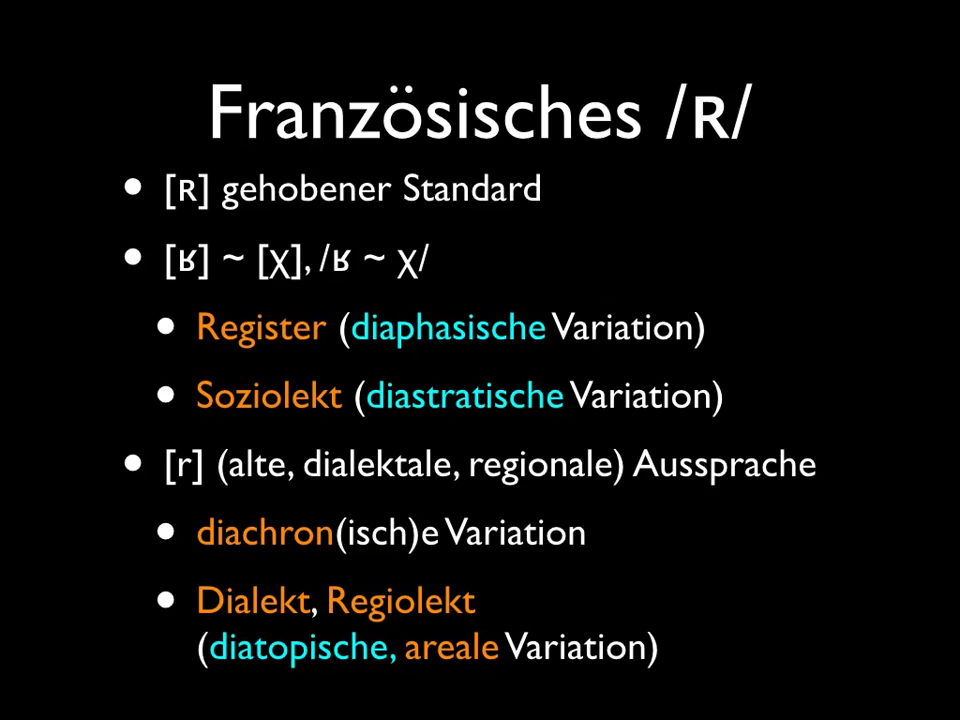 Französisches /ʀ/
• [ʀ] gehobener Standard
• [ʁ] ~ [χ], /ʁ ~ χ/
• Register (diaphasische Variation)
• Soziolekt (diastratische Variation)
• [r] (alte, dialektale, regionale) Aussprache
• diachron(isch)e Variation
• Dialekt, Regiolekt
(diatopische, areale Variation)